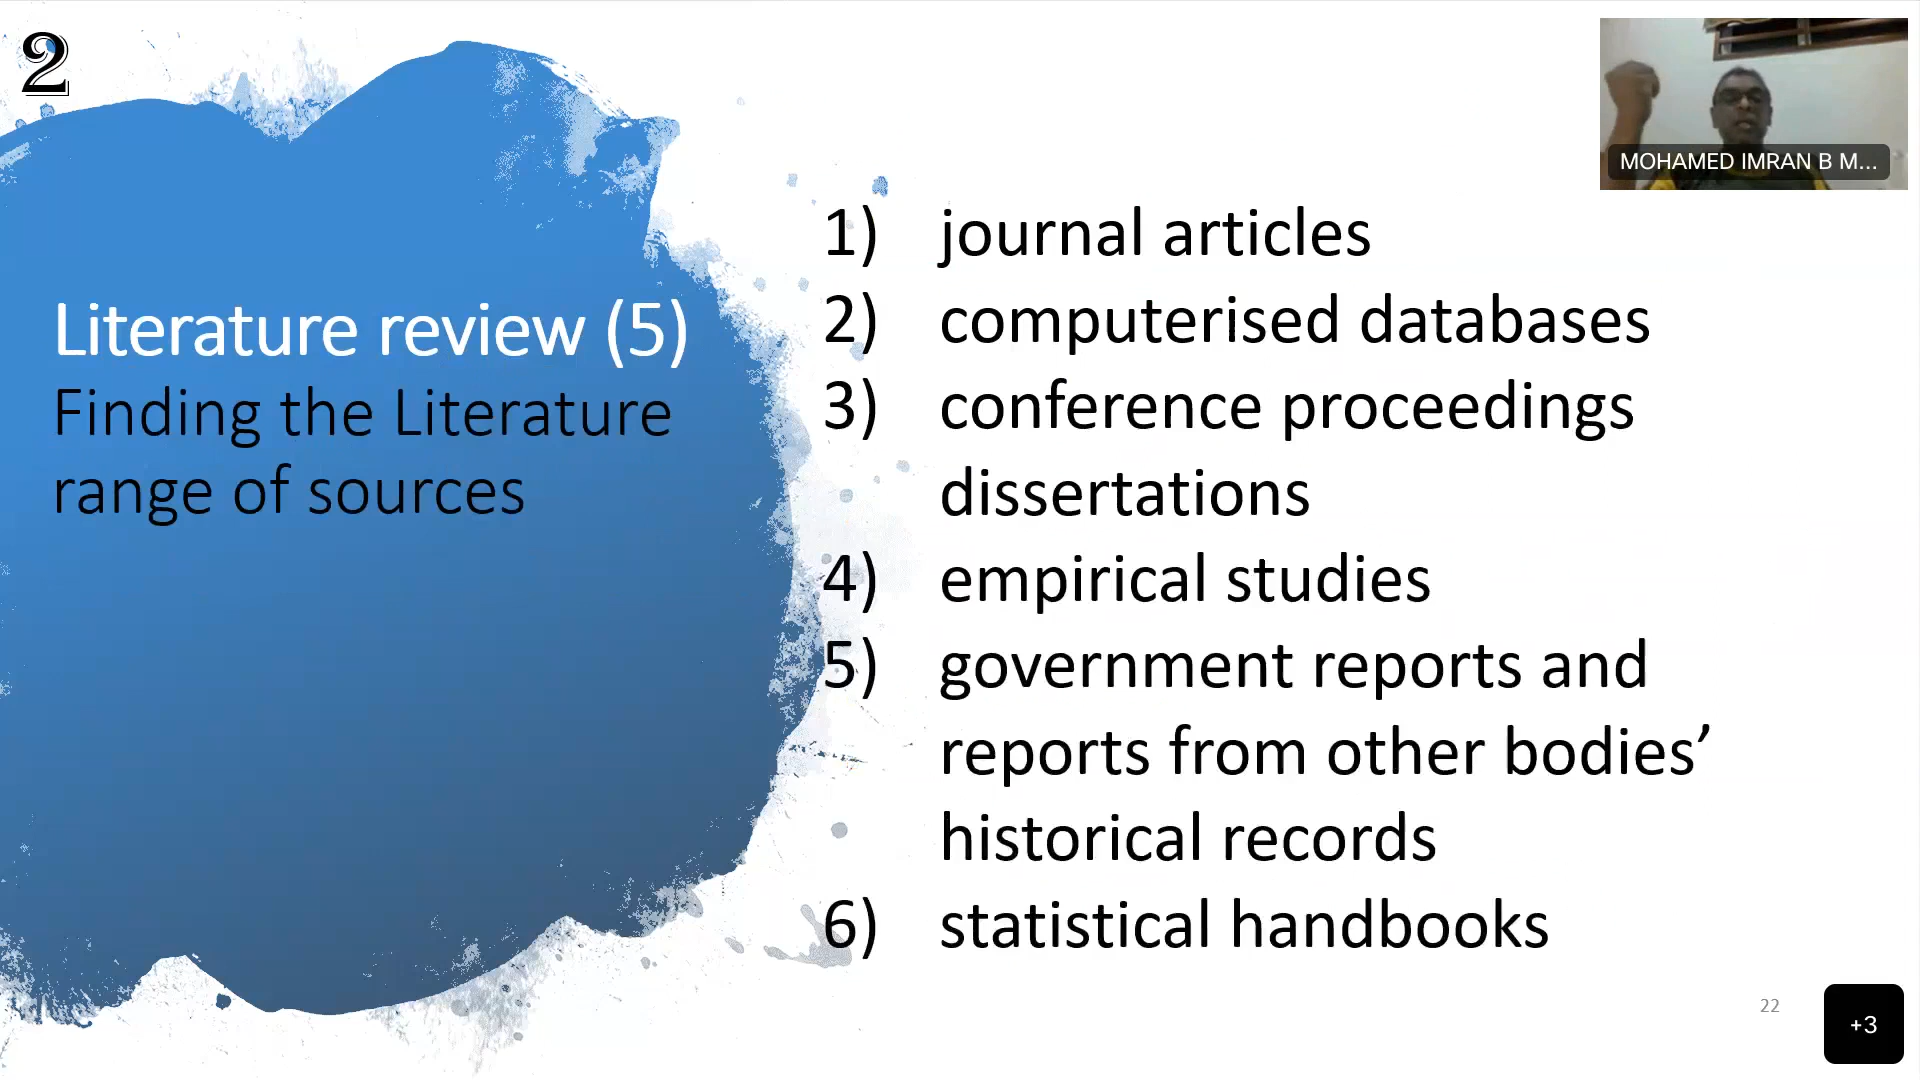 2
MOHAMED IMRAN B M...
Literature review (5)
Finding the Literature
range of sources
1) journal articles
2) computerised databases
3) conference proceedings
dissertations
4) empirical studies
5) government reports and
reports from other bodies’
historical records
6) statistical handbooks
22
+3